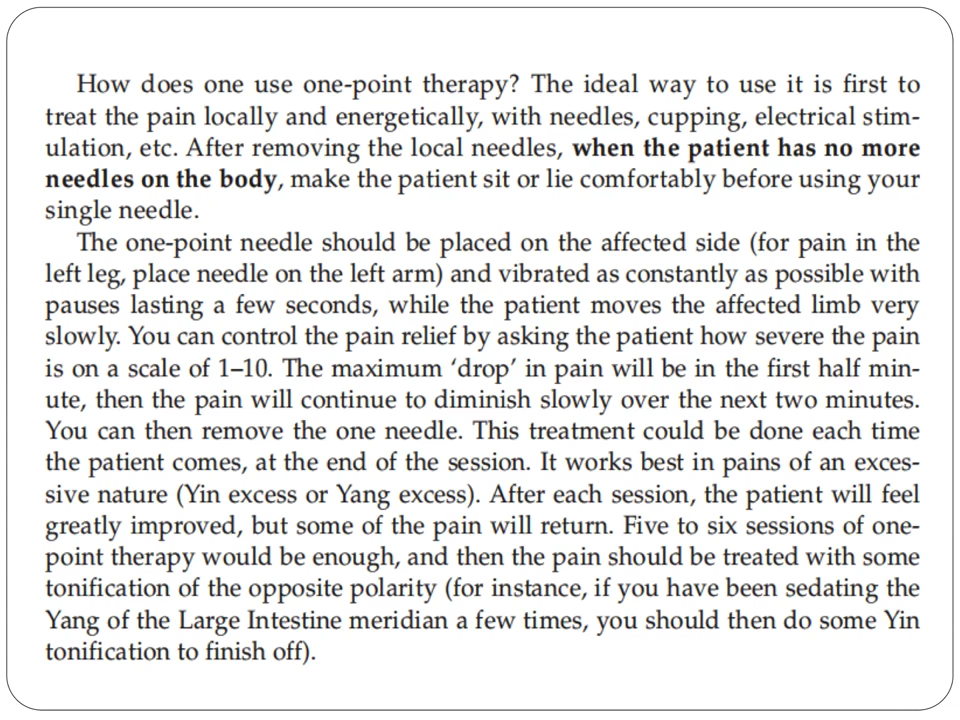 How does one use one-point therapy? The ideal way to use it is first to
treat the pain locally and energetically, with needles, cupping, electrical stim-
ulation, etc. After removing the local needles, when the patient has no more
needles on the body, make the patient sit or lie comfortably before using your
single needle.
The one-point needle should be placed on the affected side (for pain in the
left leg, place needle on the left arm) and vibrated as constantly as possible with
pauses lasting a few seconds, while the patient moves the affected limb very
slowly. You can control the pain relief by asking the patient how severe the pain
is on a scale of 1–10. The maximum ‘drop’ in pain will be in the first half min-
ute, then the pain will continue to diminish slowly over the next two minutes.
You can then remove the one needle. This treatment could be done each time
the patient comes, at the end of the session. It works best in pains of an exces-
sive nature (Yin excess or Yang excess). After each session, the patient will feel
greatly improved, but some of the pain will return. Five to six sessions of one-
point therapy would be enough, and then the pain should be treated with some
tonification of the opposite polarity (for instance, if you have been sedating the
Yang of the Large Intestine meridian a few times, you should then do some Yin
tonification to finish off).